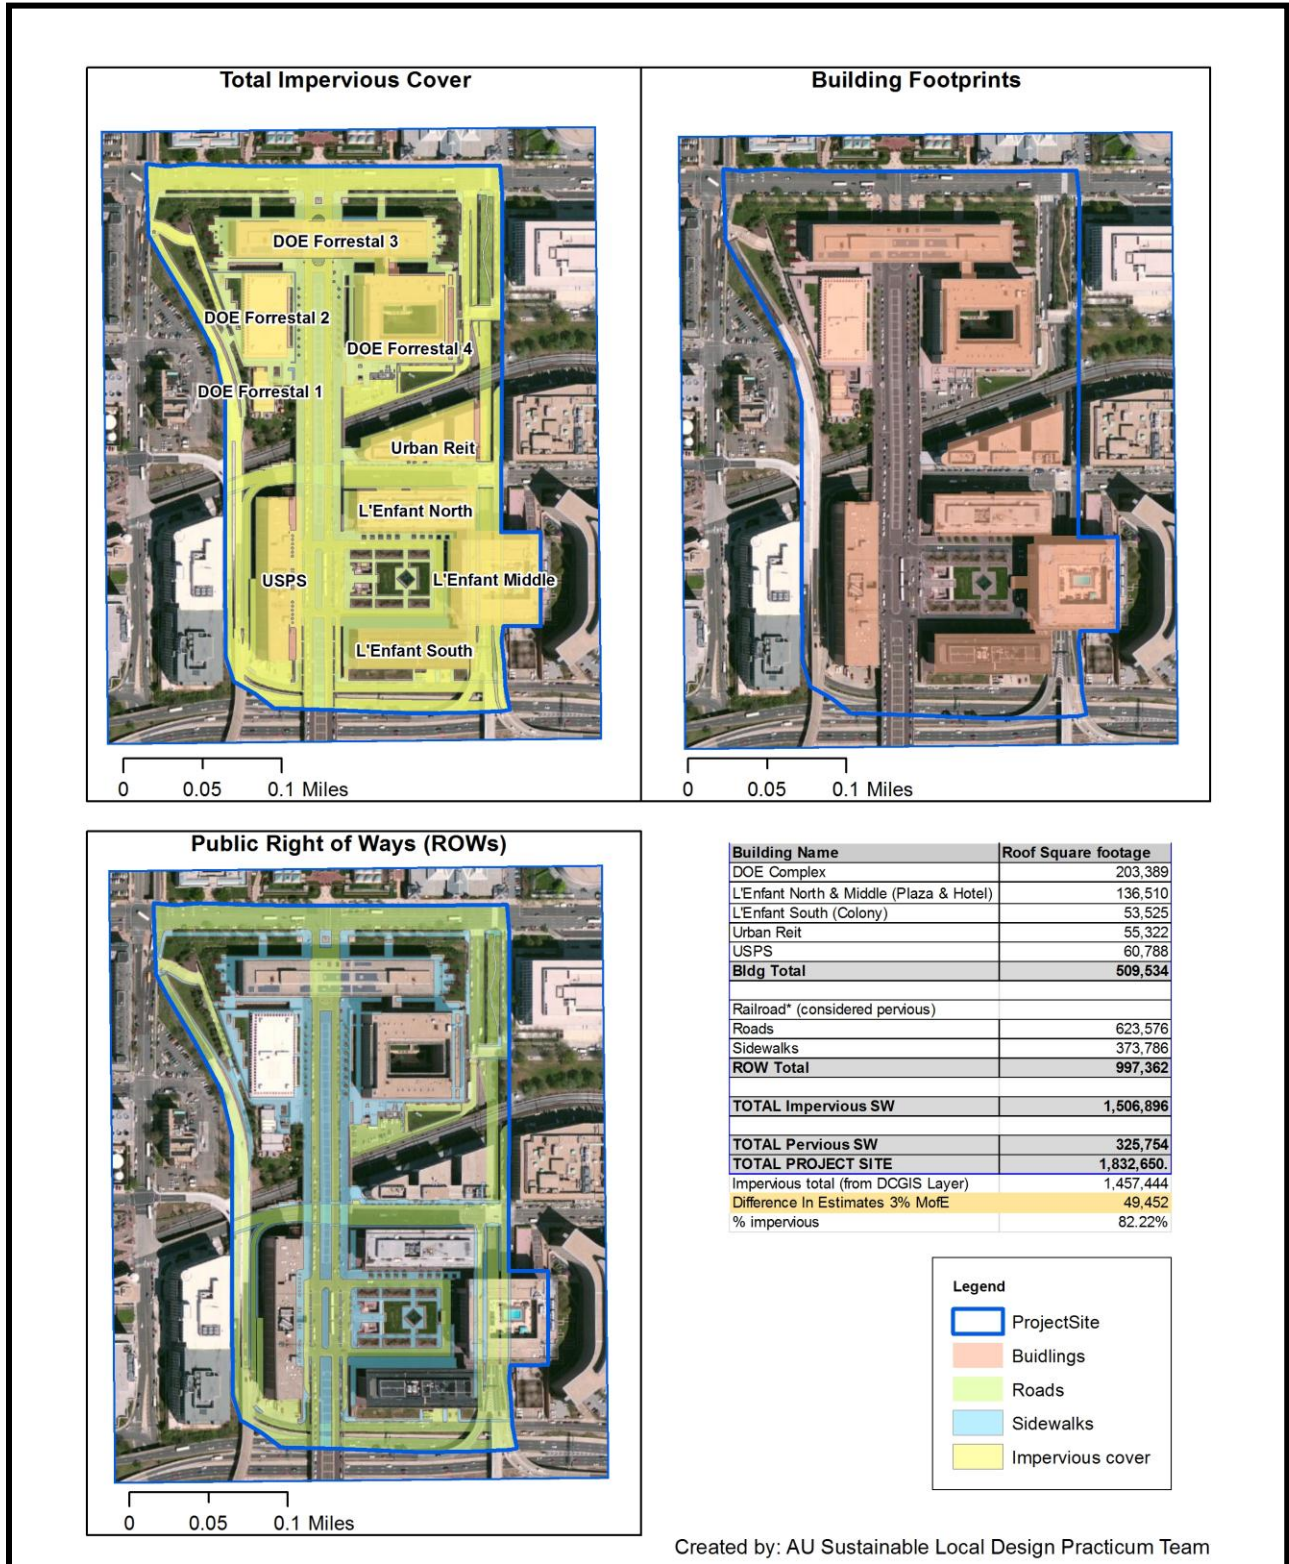 Total Impervious Cover
DOE Forrestal 3
DOE Forrestal 2
DOE Forrestal 4
DOE Forrestal 1
Urban Reit
L'Enfant North
USPS
L'Enfant Middle
L'Enfant South
0 0.05 0.1 Miles
Building Footprints
0 0.05 0.1 Miles
Public Right of Ways (ROWs)
0 0.05 0.1 Miles
Building Name Roof Square footage
DOE Complex 203,389
L'Enfant North & Middle (Plaza & Hotel) 136,510
L'Enfant South (Colony) 53,525
Urban Reit 55,322
USPS 60,788
Bldg Total 509,534
Railroad* (considered pervious)
Roads 623,576
Sidewalks 373,786
ROW Total 997,362
TOTAL Impervious SW 1,506,896
TOTAL Pervious SW 325,754
TOTAL PROJECT SITE 1,832,650.
Impervious total (from DCGIS Layer) 1,457,444
Difference In Estimates 3% MofE 49,452
% impervious 82.22%
Legend
ProjectSite
Buidlings
Roads
Sidewalks
Impervious cover
Created by: AU Sustainable Local Design Practicum Team